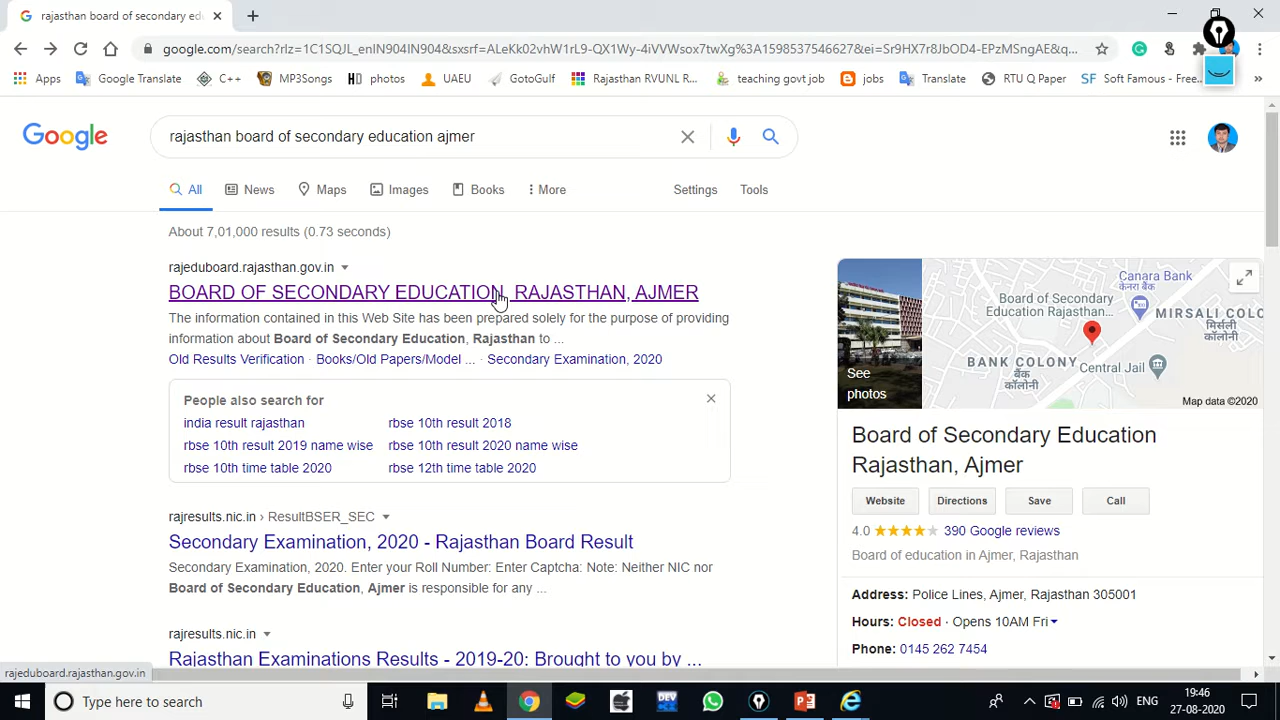 rajasthan board of secondary edu
google.com/search?rlz=1C1SQJL_enIN904IN904&sxsrf=ALeKk02vhW1rL9-QX1Wy-4iVVWsox7twXg%3A1598537546627&ei=Sr9HX7r8JbOD4-EPzMSngAE&q...
Apps Google Translate C++ MP3Songs photos UAEU GotoGulf Rajasthan RVUNL R... teaching govt job jobs Translate RTU Q Paper Soft Famous - Free...
Google rajasthan board of secondary education ajmer
All News Maps Images Books More Settings Tools
About 7,01,000 results (0.73 seconds)
rajeduboard.rajasthan.gov.in
BOARD OF SECONDARY EDUCATION, RAJASTHAN, AJMER
The information contained in this Web Site has been prepared solely for the purpose of providing
information about Board of Secondary Education, Rajasthan to ...
Old Results Verification · Books/Old Papers/Model ... · Secondary Examination, 2020
People also search for
india result rajasthan rbse 10th result 2018
rbse 10th result 2019 name wise rbse 10th result 2020 name wise
rbse 10th time table 2020 rbse 12th time table 2020
rajresults.nic.in › ResultBSER_SEC
Secondary Examination, 2020 - Rajasthan Board Result
Secondary Examination, 2020. Enter your Roll Number: Enter Captcha: Note: Neither NIC nor
Board of Secondary Education, Ajmer is responsible for any ...
rajresults.nic.in
Rajasthan Examinations Results - 2019-20: Brought to you by ...
See
photos
Canara Bank
केनरा बैंक
Board of Secondary
Education Rajasthan...
MIRSALI COLO
मिर्सली
कॉलोनी
BANK COLONY
बैंक
कॉलोनी
Central Jail
Map data ©2020
Board of Secondary Education
Rajasthan, Ajmer
Website Directions Save Call
4.0 390 Google reviews
Board of education in Ajmer, Rajasthan
Address: Police Lines, Ajmer, Rajasthan 305001
Hours: Closed · Opens 10AM Fri
Phone: 0145 262 7454
rajeduboard.rajasthan.gov.in
Type here to search
DEV
ENG
19:46
27-08-2020